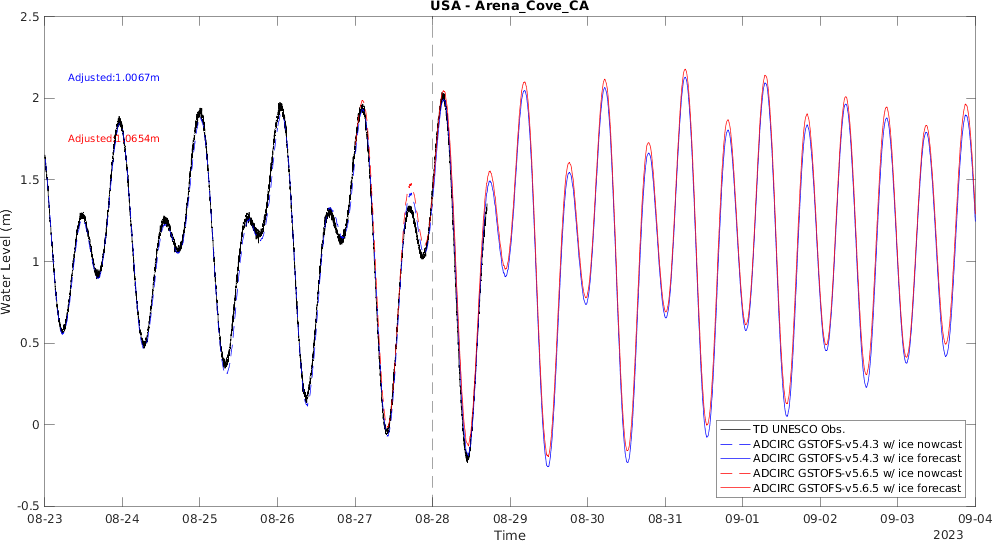 USA - Arena_Cove_CA
2.5
Adjusted:1.0067m
2
Adjusted:1.0654m
1.5
Water Level (m)
1
0.5
0
-0.5
TD UNESCO Obs.
ADCIRC GSTOFS-v5.4.3 w/ ice nowcast
ADCIRC GSTOFS-v5.4.3 w/ ice forecast
ADCIRC GSTOFS-v5.6.5 w/ ice nowcast
ADCIRC GSTOFS-v5.6.5 w/ ice forecast
08-23 08-24 08-25 08-26 08-27 08-28 08-29 08-30 08-31 09-01 09-02 09-03 09-04
Time
2023